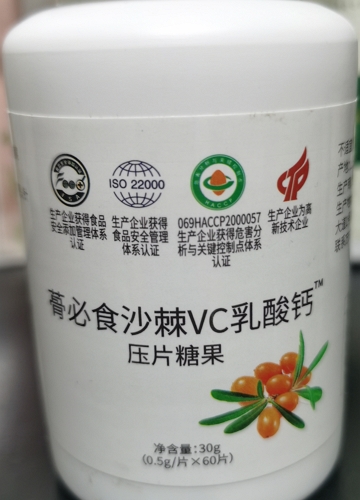 ISO 22000
HACCP
生产企业获得食品
安全添加管理体系
认证
生产企业获得
食品安全管理
体系认证
069HACCP2000057
生产企业获得危害分
析与关键控制点体系
认证
生产企业为高
新技术企业
必食沙棘VC乳酸钙™
压片糖果
净含量:30g
(0.5g/片×60片)